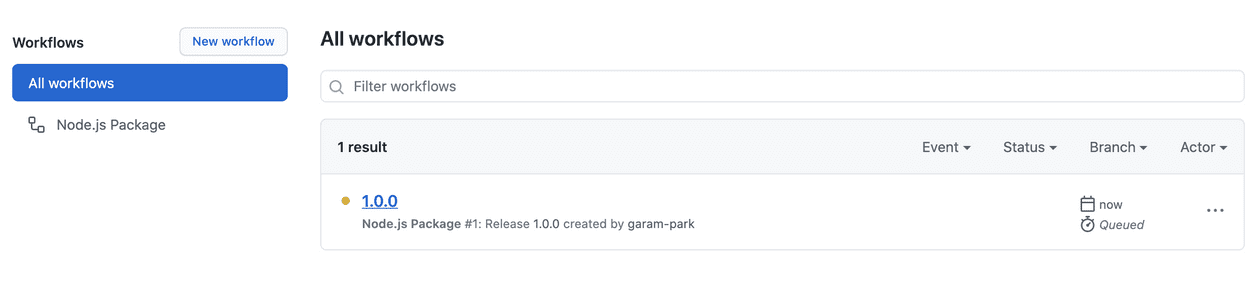 Workflows
New workflow
All workflows
Node.js Package
All workflows
Filter workflows
1 result
Event
Status
Branch
Actor
1.0.0
Node.js Package #1: Release 1.0.0 created by garam-park
now
Queued